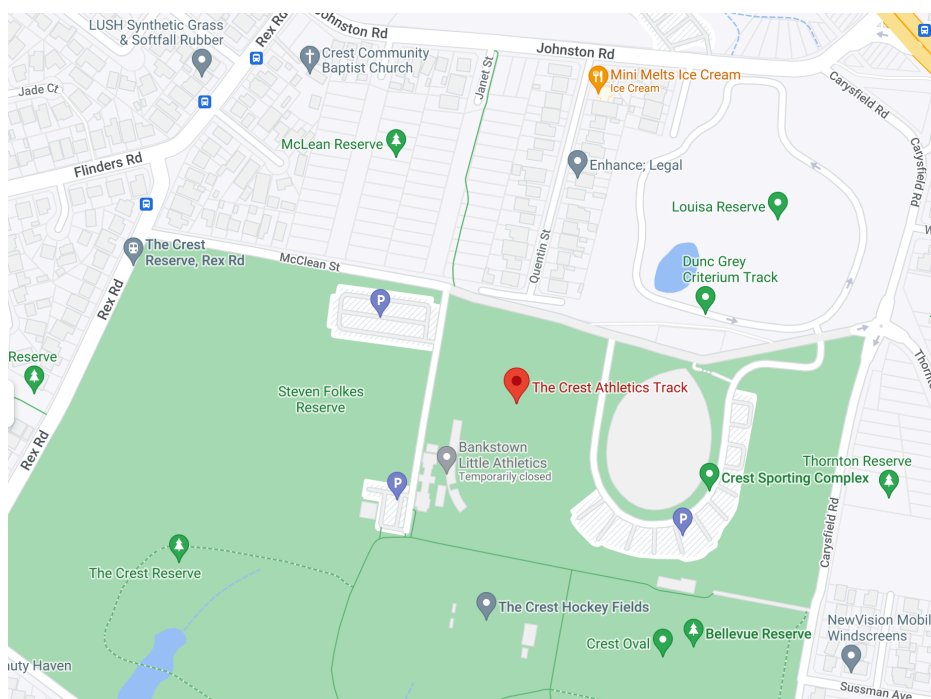 LUSH Synthetic Grass
& Softfall Rubber
Rex Rd
Johnston Rd
Crest Community
Baptist Church
Johnston Rd
Janet St
Mini Melts Ice Cream
Ice Cream
Carysfield Rd
Jade Ct
McLean Reserve
Flinders Rd
Enhance; Legal
Carysfield Rd
Louisa Reserve
The Crest
Reserve, Rex Rd
McClean St
Quentin St
Dunc Grey
Criterium Track
Rex Rd
P
Reserve
Steven Folkes
Reserve
The Crest Athletics Track
Bankstown
Little Athletics
Temporarily closed
Rex Rd
P
Thornton Reserve
Crest Sporting Complex
P
Carysfield Rd
The Crest Reserve
The Crest Hockey Fields
Crest Oval
Bellevue Reserve
NewVision Mobil
Windscreens
auty Haven
Sussman Ave